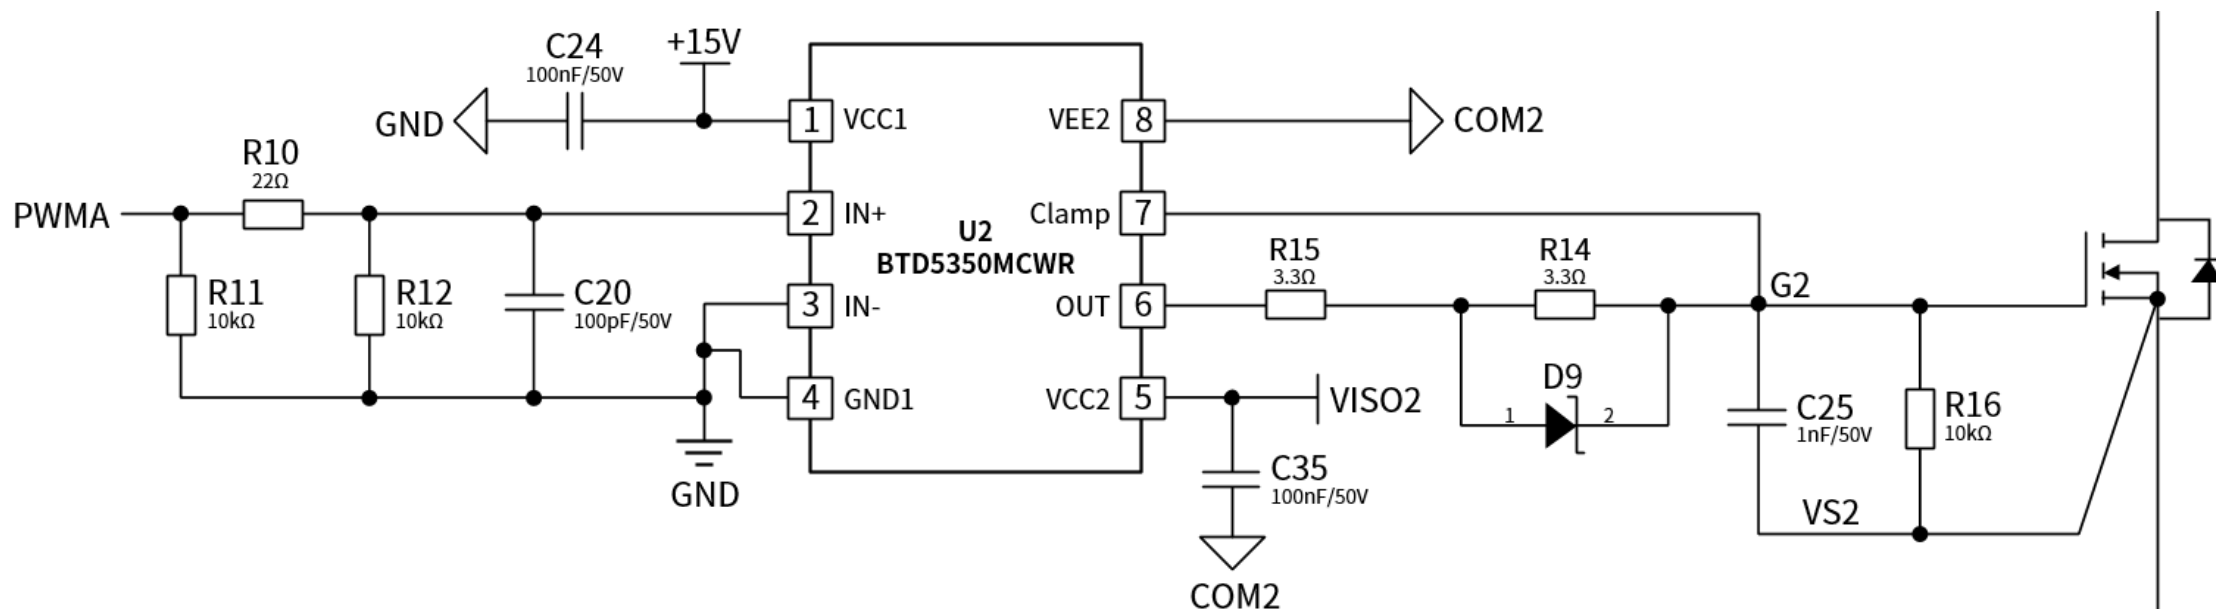 C24
100nF/50V
+15V
GND
1
VCC1
VEE2
8
COM2
R10
22Ω
PWMA
2
IN+
Clamp
7
U2
BTD5350MCWR
R11
10kΩ
R12
10kΩ
C20
100pF/50V
3
IN-
OUT
6
R15
3.3Ω
R14
3.3Ω
G2
4
GND1
VCC2
5
VISO2
D9
1
2
C25
1nF/50V
R16
10kΩ
GND
C35
100nF/50V
VS2
COM2